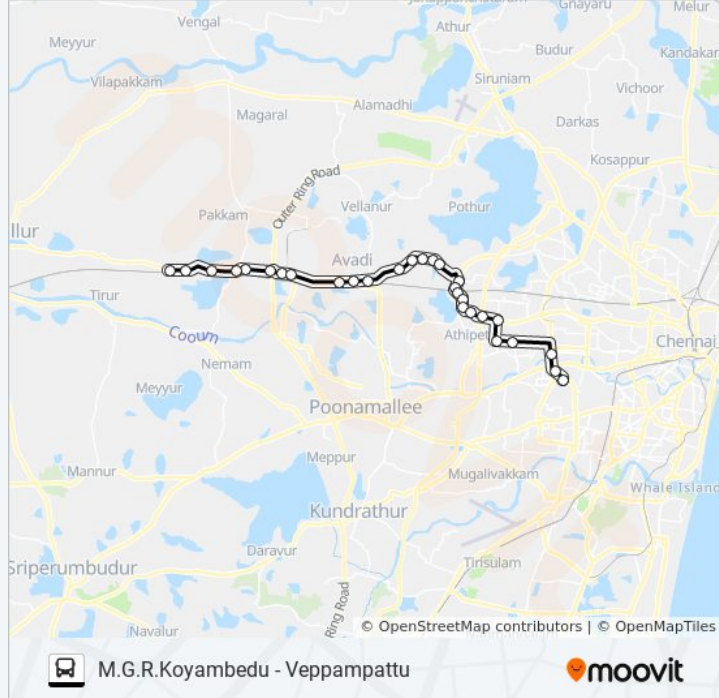 Gnayaru
Melur
Vengal
Athur
Meyyur
Budur
Kandakar
Siruniam
Vilapakkam
Vichoor
Alamadhi
Magaral
Darkas
Kosappur
Outer Ring Road
Vellanur
Pothur
Pakkam
llur
Avadi
Tirur
Cooum
Athipet
Chennai
Nemam
Meyyur
Poonamallee
Meppur
Mannur
Mugalivakkam
Whale Island
Kundrathur
Daravur
Tirisulam
Sriperumbudur
Ring Road
Navalur
© OpenStreetMap contributors | © OpenMapTiles
M.G.R.Koyambedu - Veppampattu
moovit